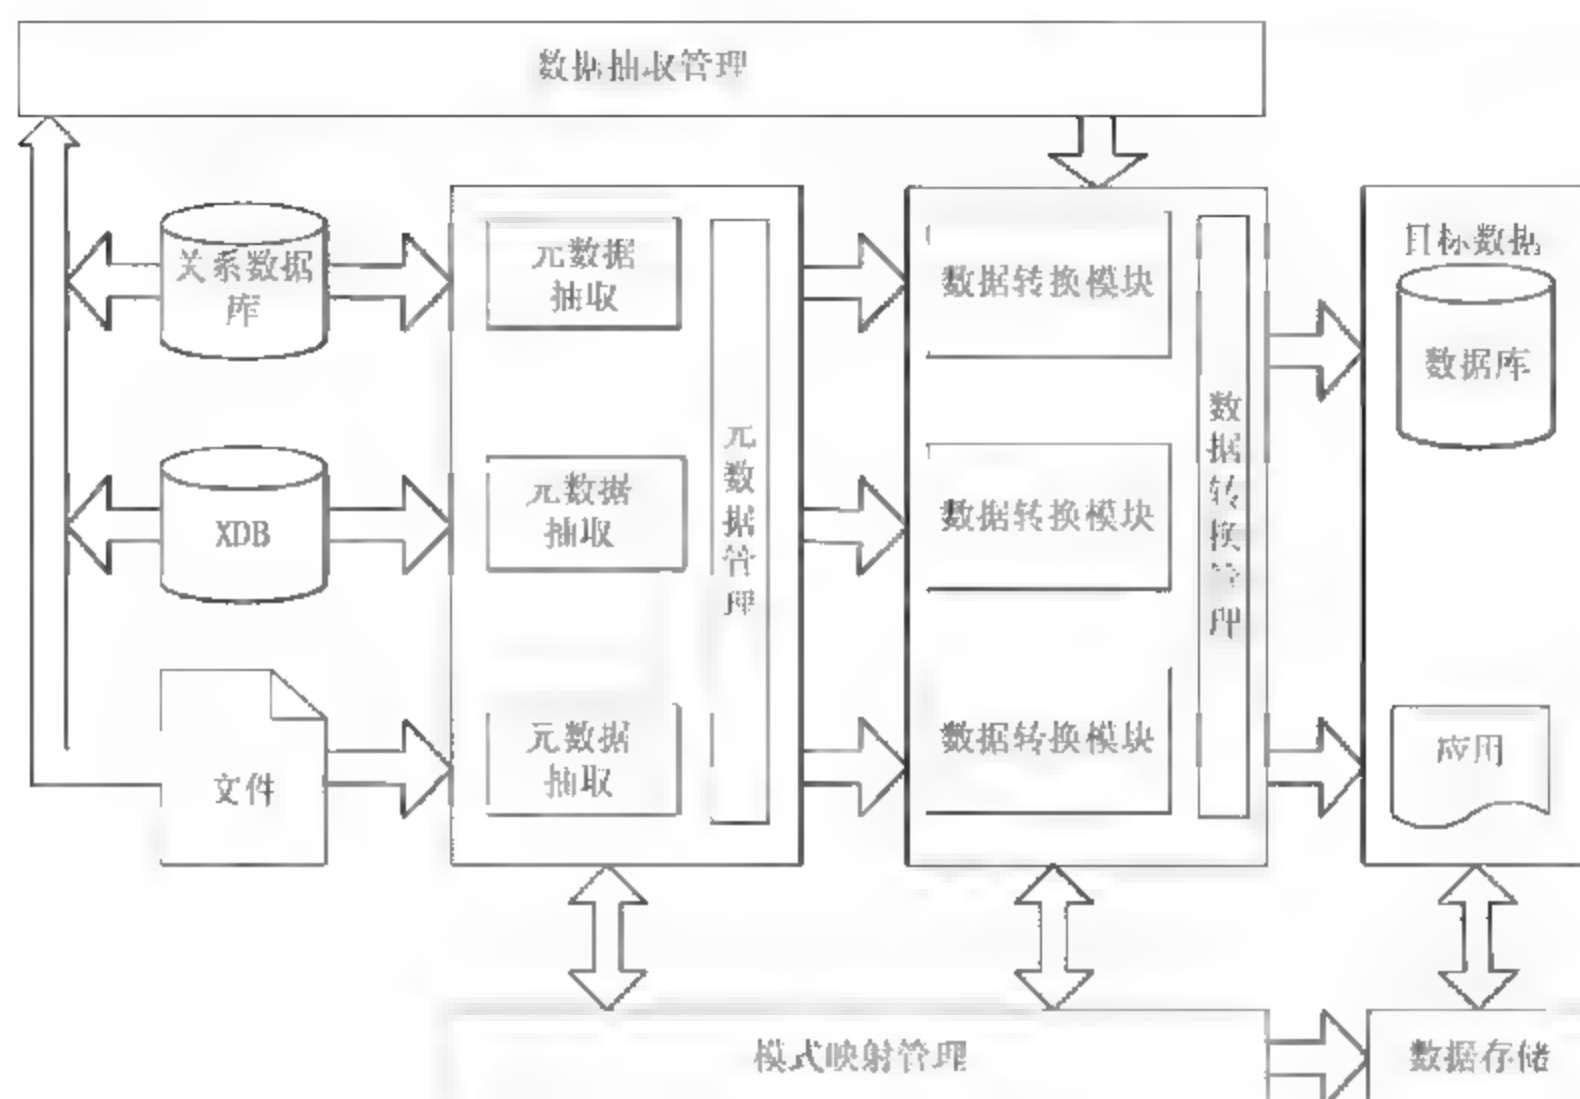 数据抽取管理
关系数据
库
元数据
抽取
数据转换模块
目标数据
数据库
XDB
元数据
抽取
元数据管理
数据转换模块
数据转换管理
文件
元数据
抽取
数据转换模块
应用
模式映射管理
数据存储